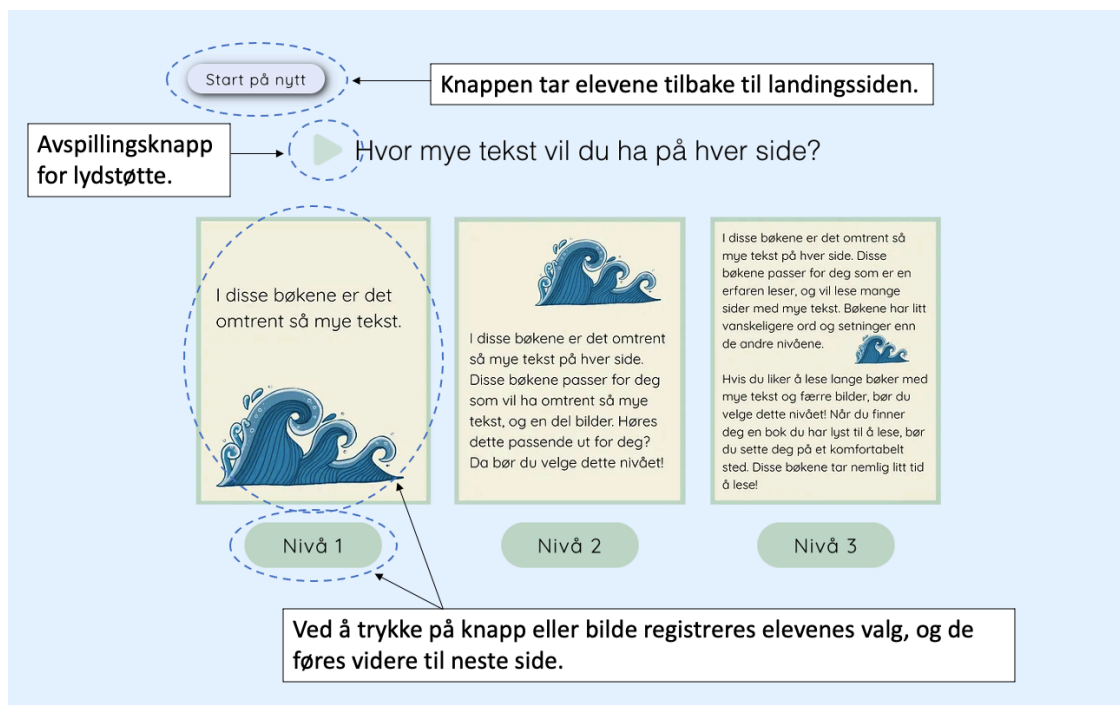 Start på nytt
Knappen tar elevene tilbake til landingssiden.
Avspillingsknapp
for lydstøtte.
Hvor mye tekst vil du ha på hver side?
I disse bøkene er det
omtrent så mye tekst.
I disse bøkene er det omtrent
så mye tekst på hver side.
Disse bøkene passer for deg
som vil ha omtrent så mye
tekst, og en del bilder. Høres
dette passende ut for deg?
Da bør du velge dette nivået!
I disse bøkene er det omtrent så
mye tekst på hver side. Disse
bøkene passer for deg som er en
erfaren leser, og vil lese mange
sider med mye tekst. Bøkene har litt
vanskeligere ord og setninger enn
de andre nivåene.
Hvis du liker å lese lange bøker med
mye tekst og færre bilder, bør du
velge dette nivået! Når du finner
deg en bok du har lyst til å lese, bør
du sette deg på et komfortabelt
sted. Disse bøkene tar nemlig litt tid
å lese!
Nivå 1
Nivå 2
Nivå 3
Ved å trykke på knapp eller bilde registreres elevenes valg, og de
føres videre til neste side.